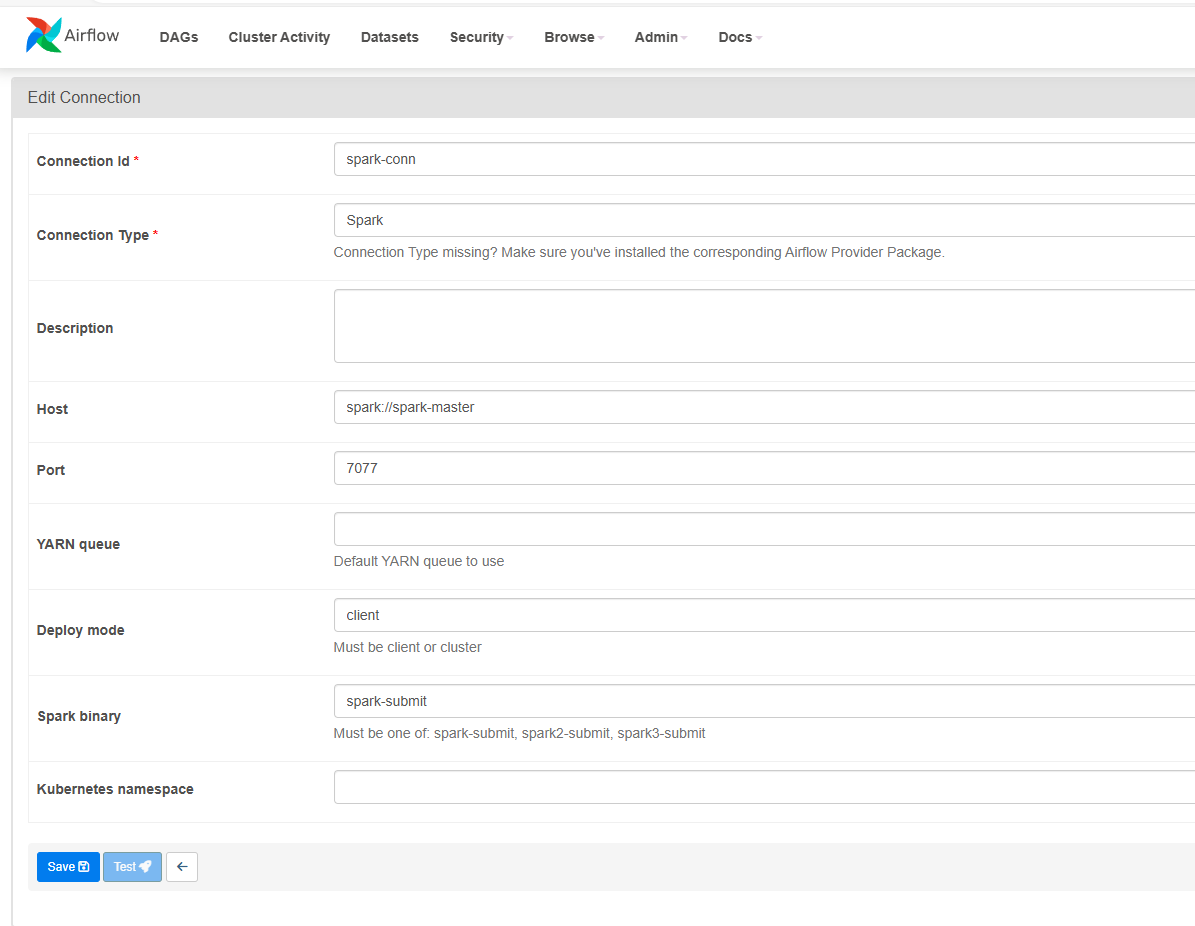 Airflow DAGs Cluster Activity Datasets Security Browse Admin Docs
Edit Connection
Connection Id * spark-conn
Connection Type * Spark
Connection Type missing? Make sure you've installed the corresponding Airflow Provider Package.
Description
Host spark://spark-master
Port 7077
YARN queue
Default YARN queue to use
Deploy mode client
Must be client or cluster
Spark binary spark-submit
Must be one of: spark-submit, spark2-submit, spark3-submit
Kubernetes namespace
Save Test